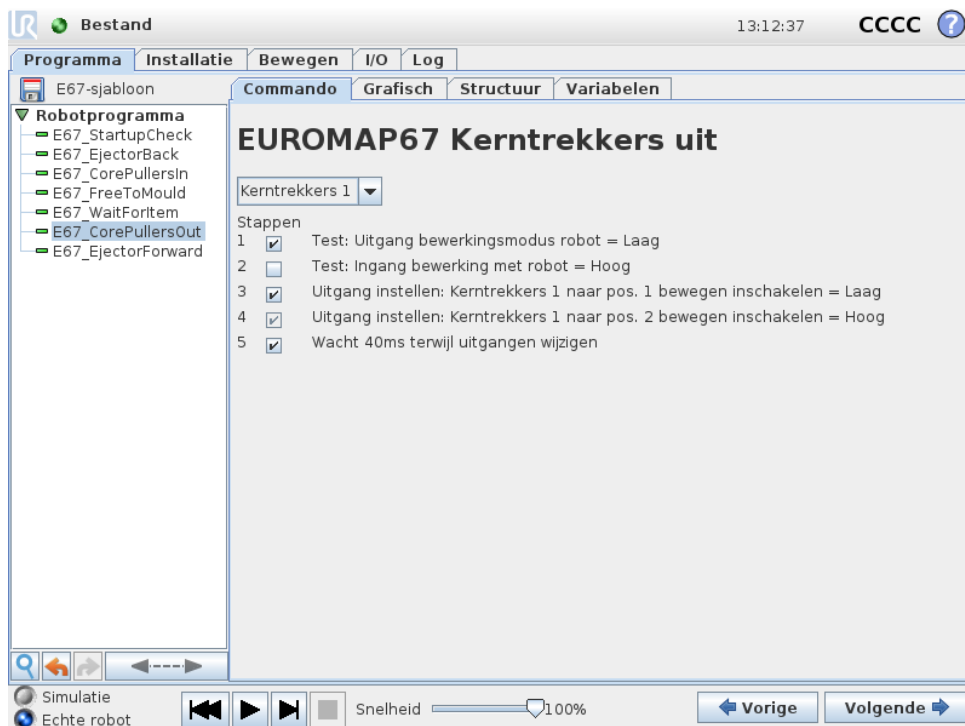 UR Bestand 13:12:37 CCCC ?
Programma Installatie Bewegen I/O Log
E67-sjabloon
Commando Grafisch Structuur Variabelen
Robotprogramma
E67_StartupCheck
E67_EjectorBack
E67_CorePullersIn
E67_FreeToMould
E67_WaitForItem
E67_CorePullersOut
E67_EjectorForward
EUROMAP67 Kerntrekkers uit
Kerntrekkers 1
Stappen
1 Test: Uitgang bewerkingsmodus robot = Laag
2 Test: Ingang bewerking met robot = Hoog
3 Uitgang instellen: Kerntrekkers 1 naar pos. 1 bewegen inschakelen = Laag
4 Uitgang instellen: Kerntrekkers 1 naar pos. 2 bewegen inschakelen = Hoog
5 Wacht 40ms terwijl uitgangen wijzigen
Simulatie
Echte robot
Snelheid 100%
Vorige Volgende